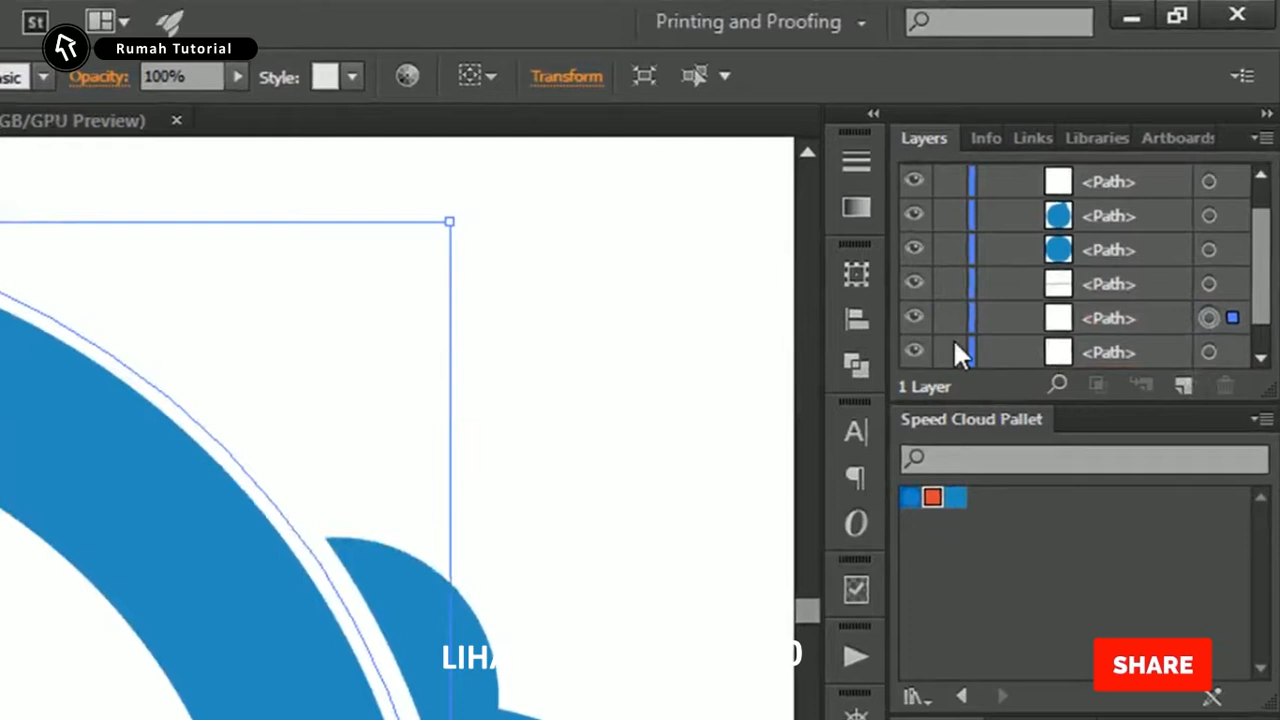 St
Printing and Proofing
Rumah Tutorial
Opacity:
100%
Style:
Transform
GB/GPU Preview)
Layers
Info
Links
Libraries
Artboards
<Path>
<Path>
<Path>
<Path>
<Path>
<Path>
1 Layer
Speed Cloud Pallet
SHARE